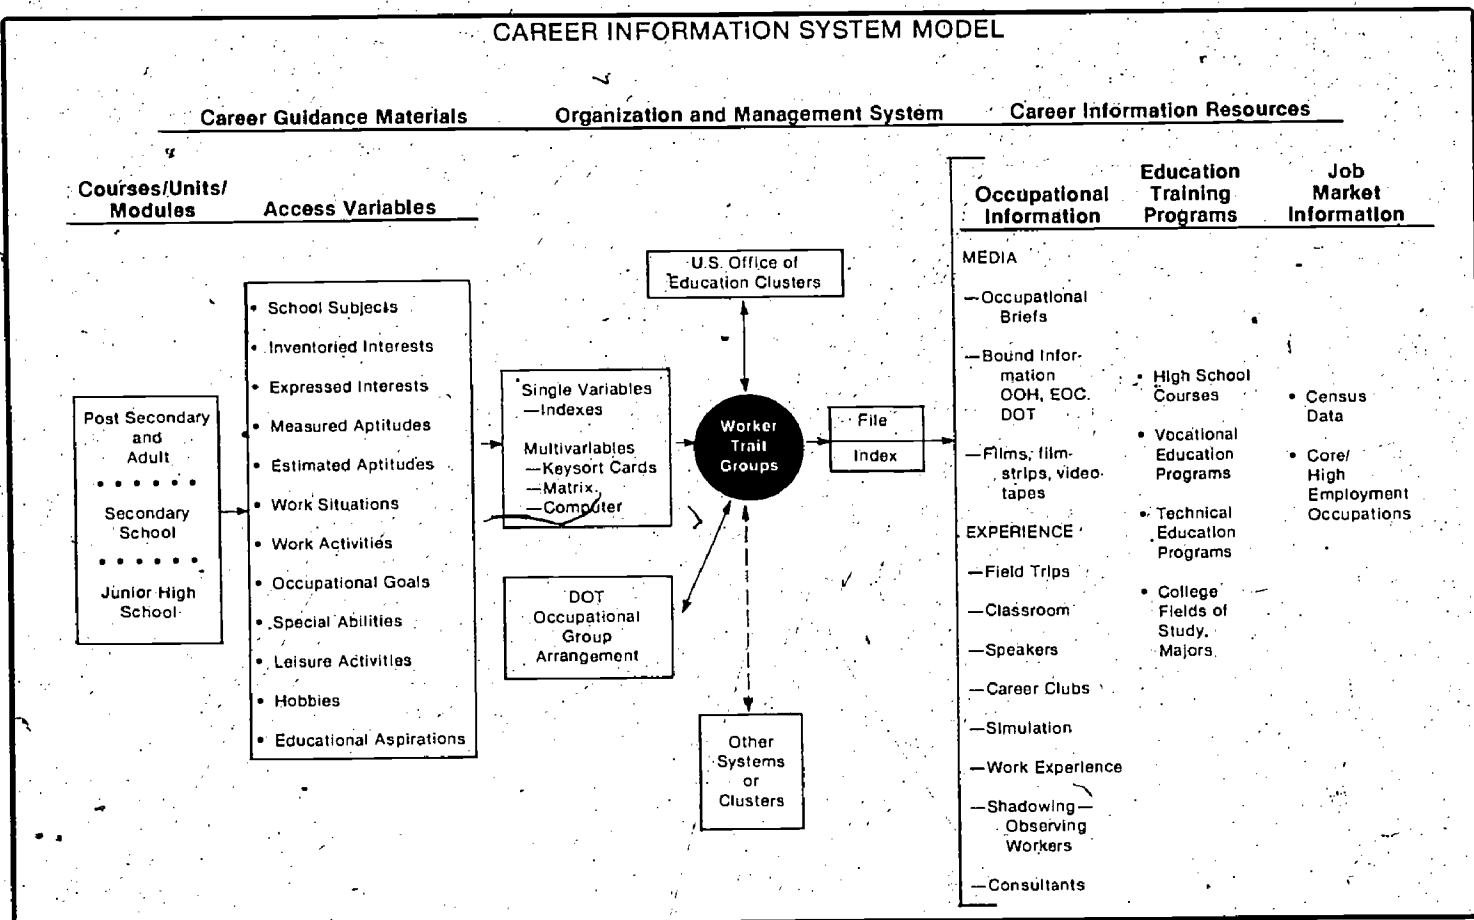 CAREER INFORMATION SYSTEM MODEL
Career Guidance Materials
Organization and Management System
Career Information Resources
Courses/Units/
Modules
Access Variables
Post Secondary
and
Adult
Secondary
School
Junior High
School
• School Subjects
• Inventoried Interests
• Expressed Interests
• Measured Aptitudes
• Estimated Aptitudes
• Work Situations
• Work Activities
• Occupational Goals
• Special Abilities
• Leisure Activities
• Hobbies
• Educational Aspirations
Single Variables
—Indexes
Multivariables
—Keysort Cards
—Matrix
—Computer
U.S. Office of
Education Clusters
Worker
Trait
Groups
DOT
Occupational
Group
Arrangement
Other
Systems
or
Clusters
File
Index
Occupational
Information
MEDIA
—Occupational
Briefs
—Bound Infor-
mation
OOH, EOC.
DOT
—Films, film-
strips, video-
tapes
EXPERIENCE
—Field Trips
—Classroom
—Speakers
—Career Clubs
—Simulation
—Work Experience
—Shadowing—
Observing
Workers
—Consultants
Education
Training
Programs
• High School
Courses
• Vocational
Education
Programs
• Technical
Education
Programs
• College
Fields of
Study,
Majors
Job
Market
Information
• Census
Data
• Core/
High
Employment
Occupations